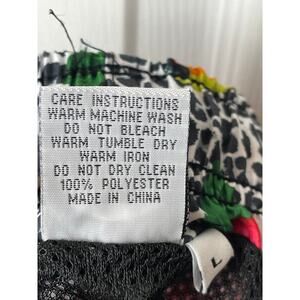 CARE INSTRUCTIONS
WARM MACHINE WASH
DO NOT BLEACH
WARM TUMBLE DRY
WARM IRON
DO NOT DRY CLEAN
100% POLYESTER
MADE IN CHINA
L